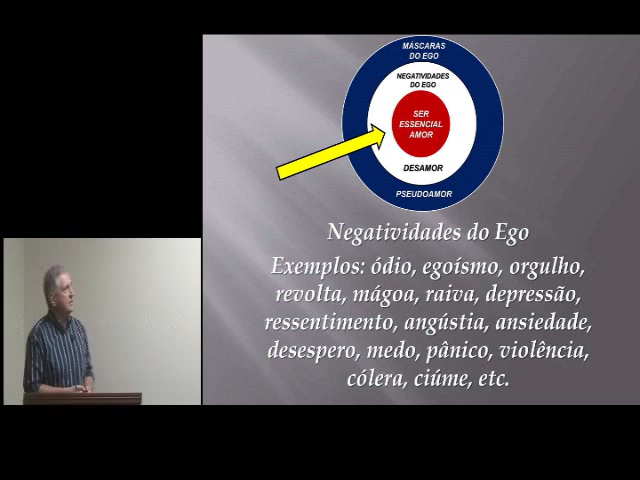 MÁSCARAS
DO EGO
NEGATIVIDADES
DO EGO
SER
ESSENCIAL
AMOR
DESAMOR
PSEUDOAMOR
Negatividades do Ego
Exemplos: ódio, egoísmo, orgulho,
revolta, mágoa, raiva, depressão,
ressentimento, angústia, ansiedade,
desespero, medo, pânico, violência,
cólera, ciúme, etc.